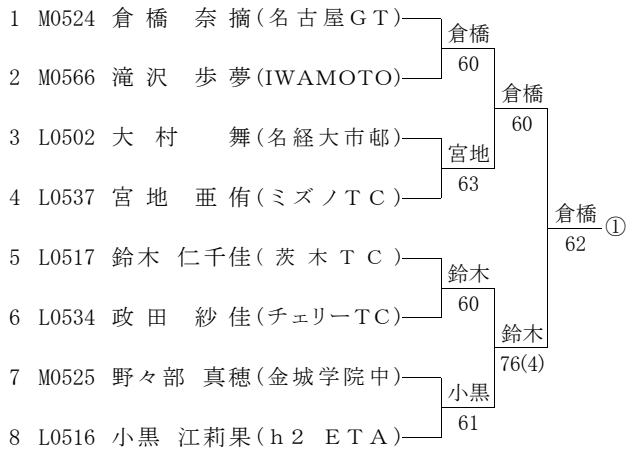 1 M0524 倉橋 奈摘(名古屋GT)
倉橋
60
2 M0566 滝沢 歩夢(IWAMOTO)
倉橋
60
3 L0502 大村 舞(名経大市邨)
宮地
63
4 L0537 宮地 亜侑(ミズノTC)
倉橋
62
①
5 L0517 鈴木 仁千佳(茨木TC)
鈴木
60
6 L0534 政田 紗佳(チェリーTC)
鈴木
76(4)
7 M0525 野々部 真穂(金城学院中)
小黒
61
8 L0516 小黒 江莉果(h2 ETA)